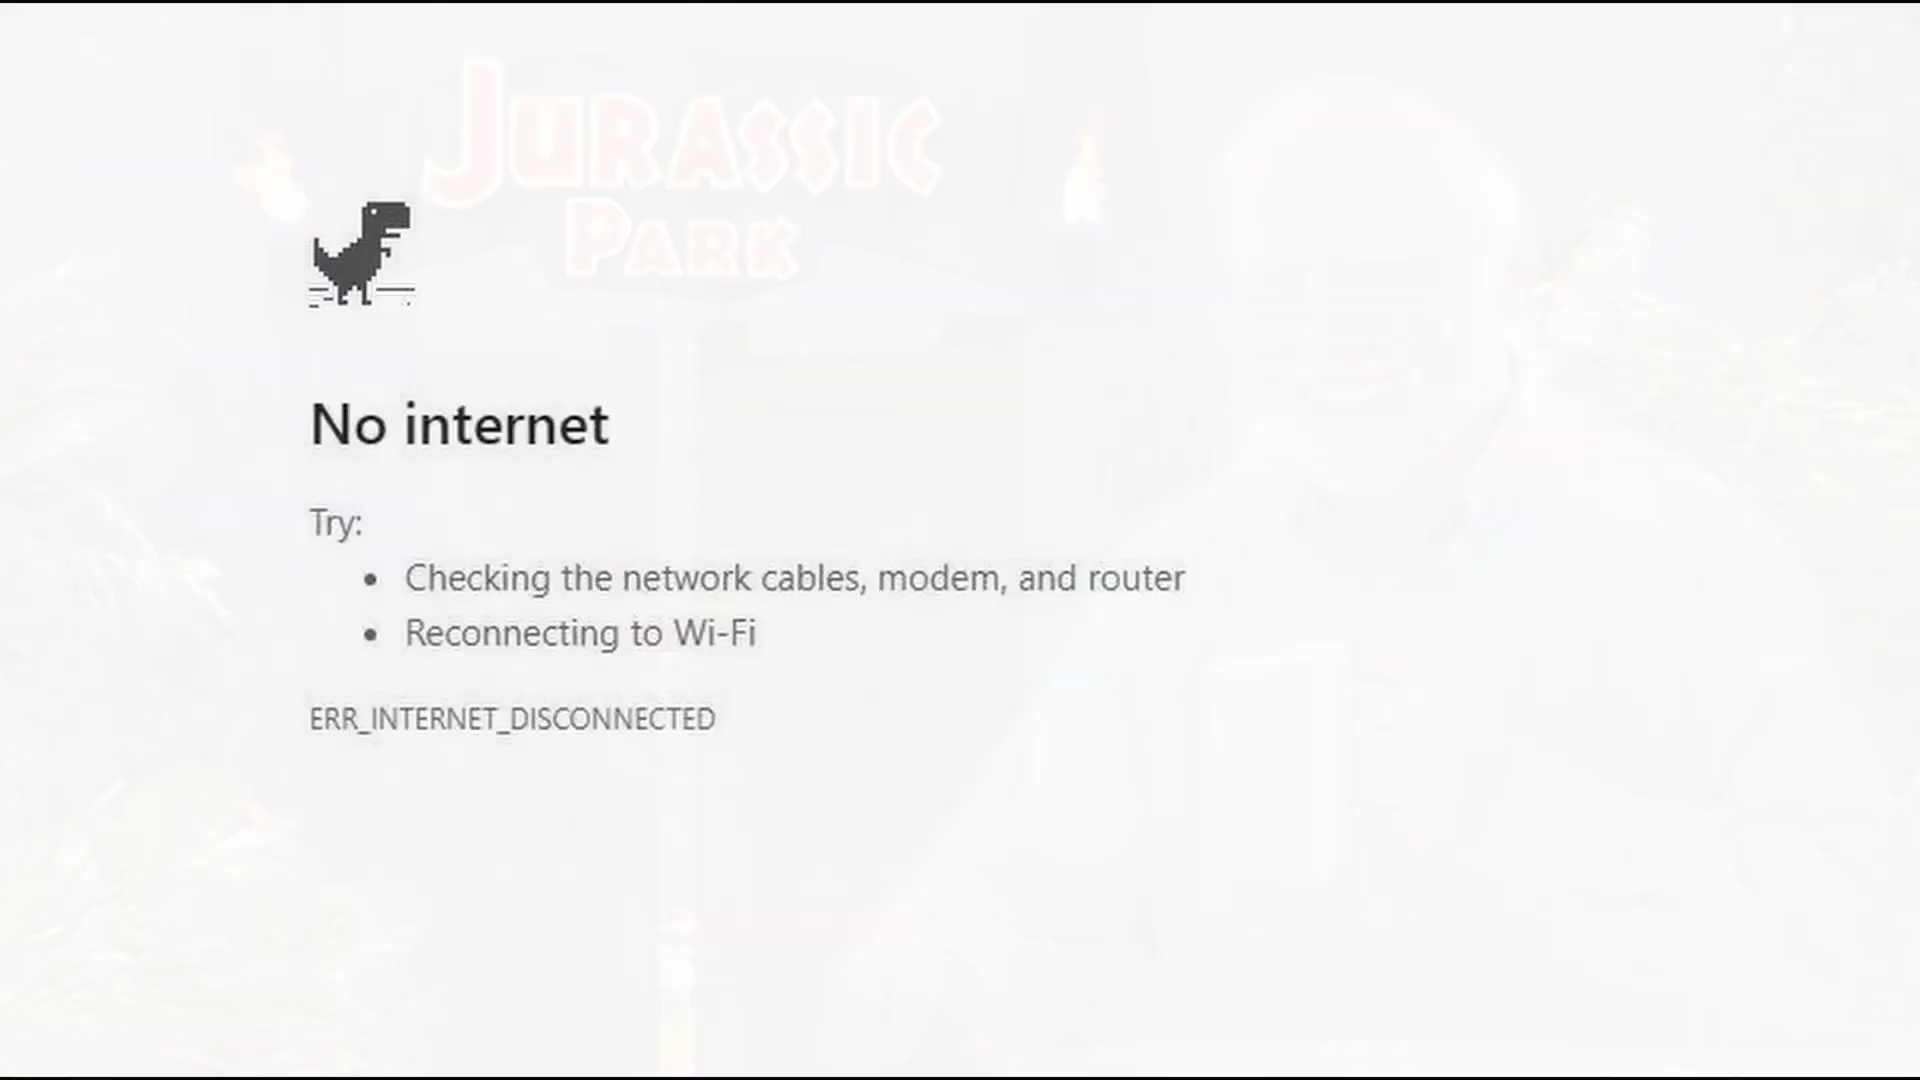 JURASSIC
PARK
No internet
Try:
• Checking the network cables, modem, and router
• Reconnecting to Wi-Fi
ERR_INTERNET_DISCONNECTED